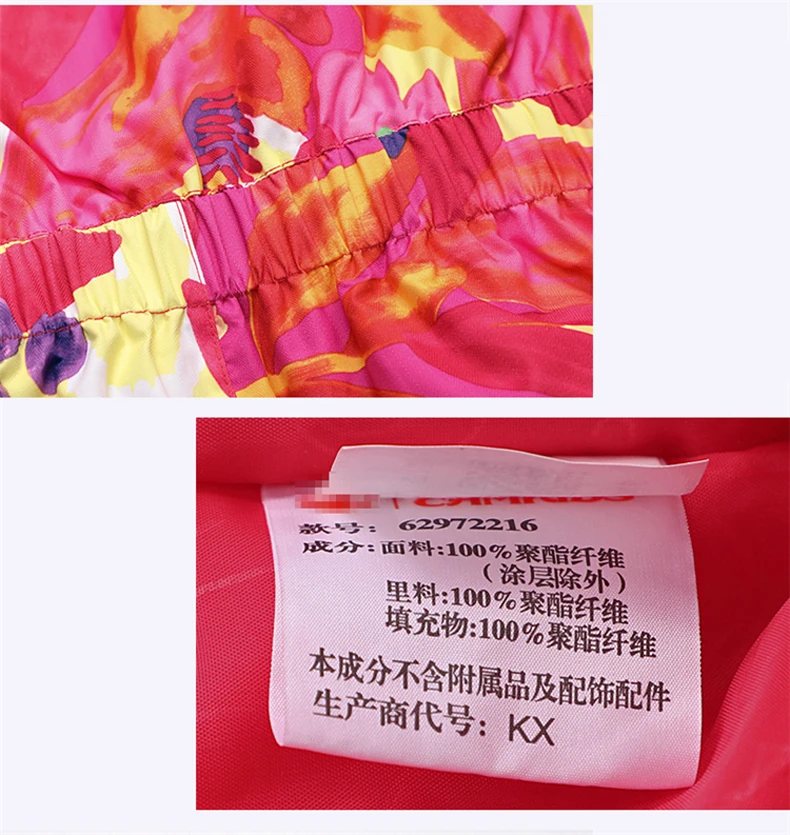 款号: 62972216
成分: 面料:100%聚酯纤维
(涂层除外)
里料:100%聚酯纤维
填充物:100%聚酯纤维
本成分不含附属品及配饰配件
生产商代号: KX